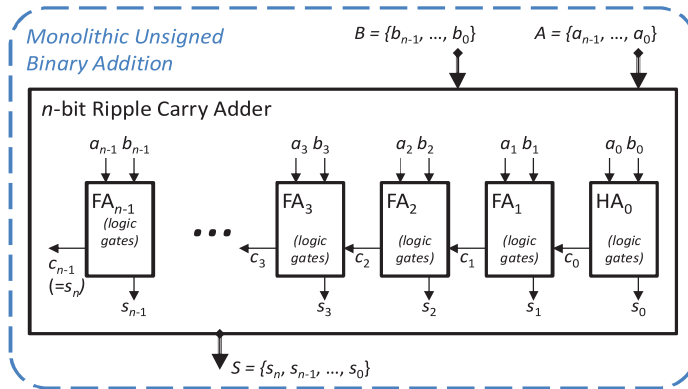 Monolithic Unsigned
Binary Addition
B = {bₙ₋₁, …, b₀}
A = {aₙ₋₁, …, a₀}
n-bit Ripple Carry Adder
aₙ₋₁ bₙ₋₁
a₃ b₃
a₂ b₂
a₁ b₁
a₀ b₀
FAₙ₋₁
FA₃
FA₂
FA₁
HA₀
(logic
gates)
(logic
gates)
(logic
gates)
(logic
gates)
(logic
gates)
•••
cₙ₋₁
(=sₙ)
c₃
c₂
c₁
c₀
sₙ₋₁
s₃
s₂
s₁
s₀
S = {sₙ, sₙ₋₁, …, s₀}